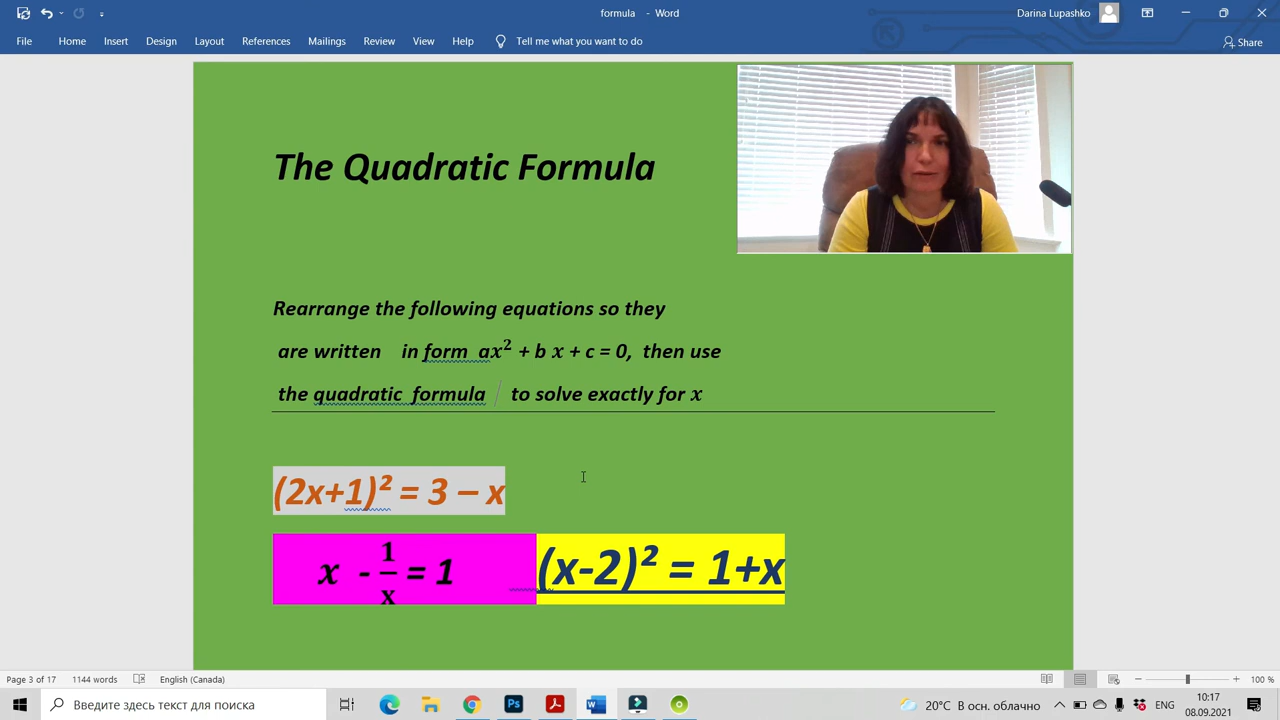 formula - Word
Darina Lupashko
File Home Insert Design Layout References Mailings Review View Help Tell me what you want to do
Share
The Quadratic Formula
Rearrange the following equations so they
are written in form ax² + b x + c = 0, then use
the quadratic formula / to solve exactly for x
(2x+1)² = 3 – x
x - 1/x = 1 (x-2)² = 1+x
Page 3 of 17 1144 words English (Canada) 100 %
Введите здесь текст для поиска
20°C В осн. облачно ENG 10:17
08.09.2021